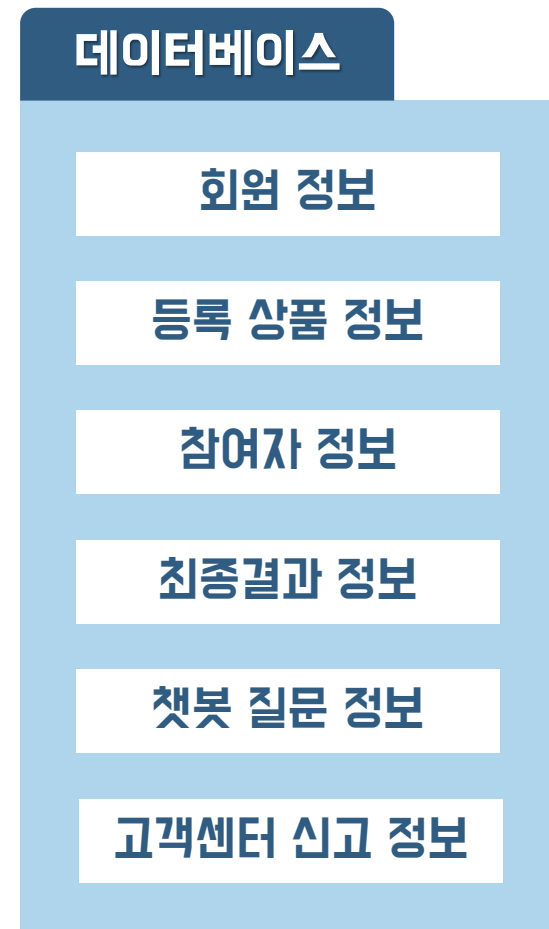 데이터베이스
회원 정보
등록 상품 정보
참여자 정보
최종결과 정보
챗봇 질문 정보
고객센터 신고 정보